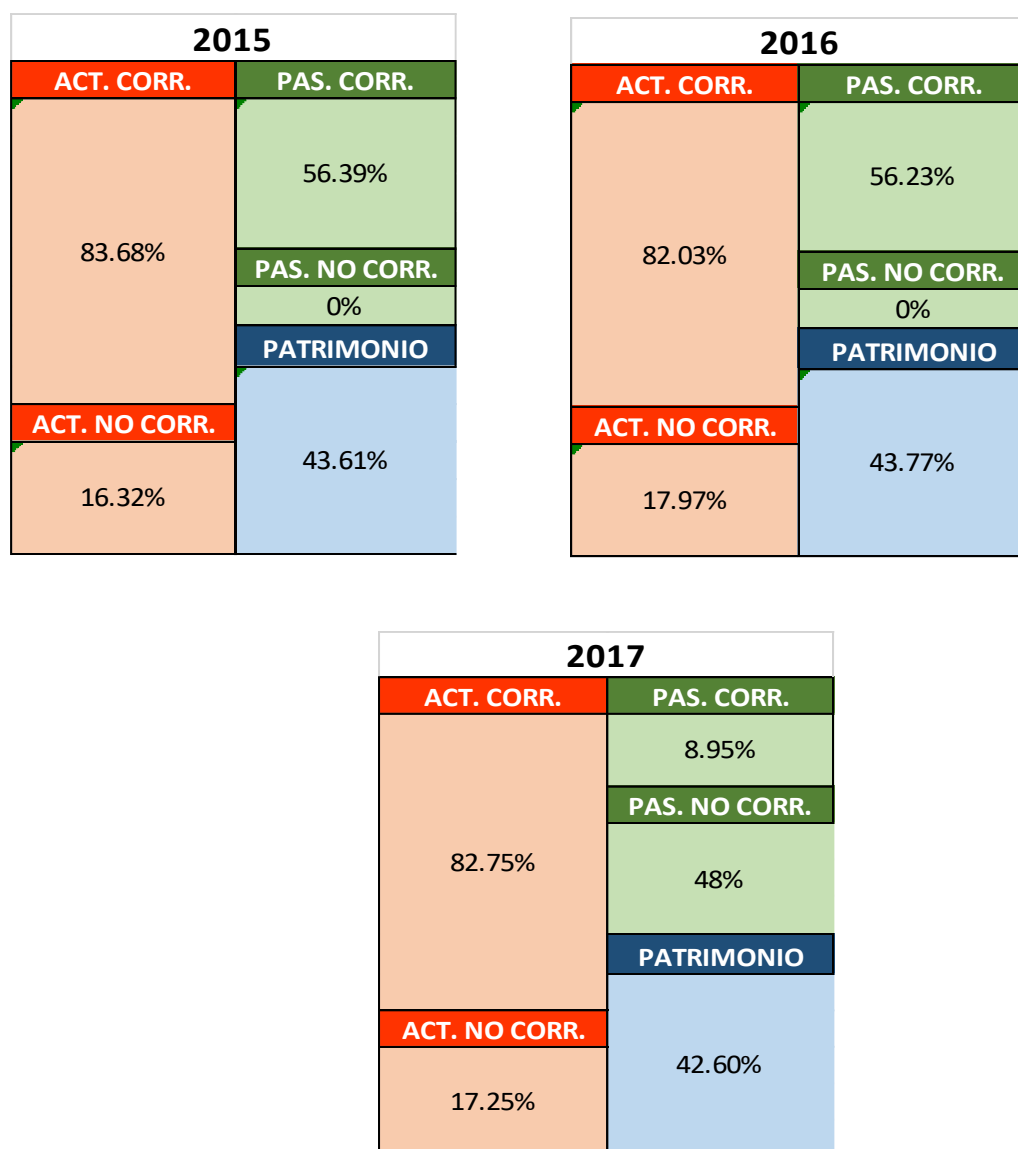 2015
ACT. CORR. PAS. CORR.
56.39%
83.68%
PAS. NO CORR.
0%
PATRIMONIO
ACT. NO CORR.
43.61%
16.32%
2016
ACT. CORR. PAS. CORR.
56.23%
82.03%
PAS. NO CORR.
0%
PATRIMONIO
ACT. NO CORR.
43.77%
17.97%
2017
ACT. CORR. PAS. CORR.
8.95%
PAS. NO CORR.
82.75%
48%
PATRIMONIO
ACT. NO CORR.
42.60%
17.25%